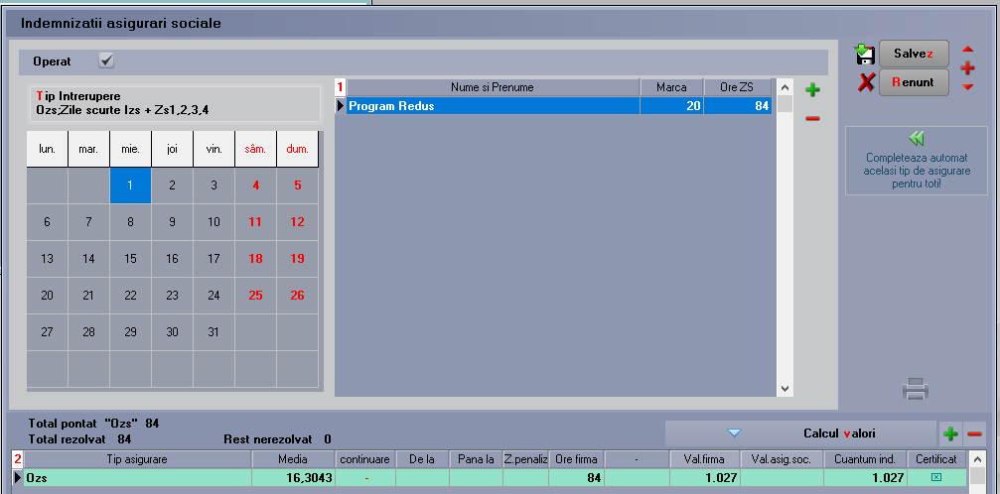 Indemnizatii asigurari sociale
Operat
Salvez
Renunt
Tip Intrerupere
Ozs;Zile scurte Izs + Zs1,2,3,4
1 Nume si Prenume Marca Ore ZS
Program Redus 20 84
Completeaza automat
acelasi tip de asigurare
pentru toti!
lun. mar. mie. joi vin. sâm. dum.
1 2 3 4 5
6 7 8 9 10 11 12
13 14 15 16 17 18 19
20 21 22 23 24 25 26
27 28 29 30 31
Total pontat "Ozs" 84
Total rezolvat 84 Rest nerezolvat 0
Calcul valori
2 Tip asigurare Media continuare De la Pana la Z.penaliz Ore firma - Val.firma Val.asig.soc. Cuantum ind. Certificat
Ozs 16,3043 - 84 1.027 1.027